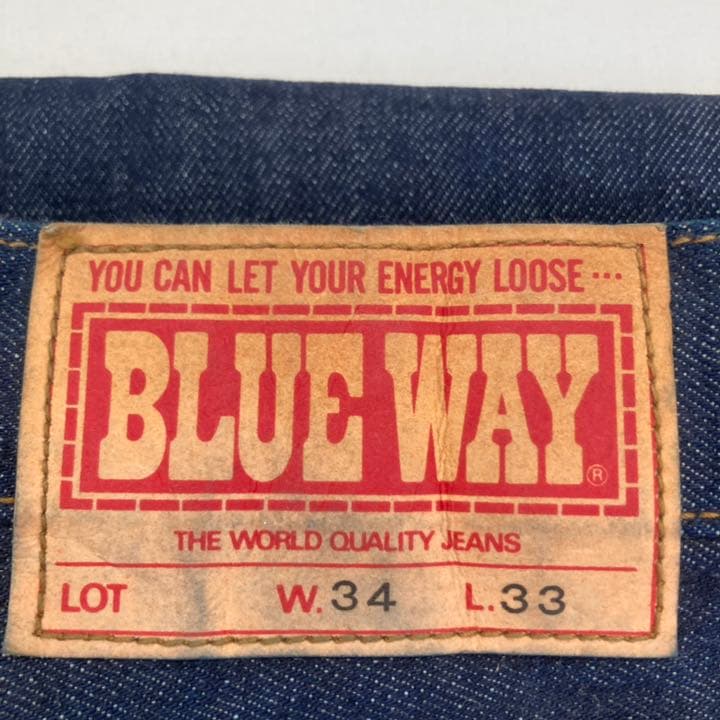 YOU CAN LET YOUR ENERGY LOOSE...
BLUE WAY®
THE WORLD QUALITY JEANS
LOT W. 34 L. 33